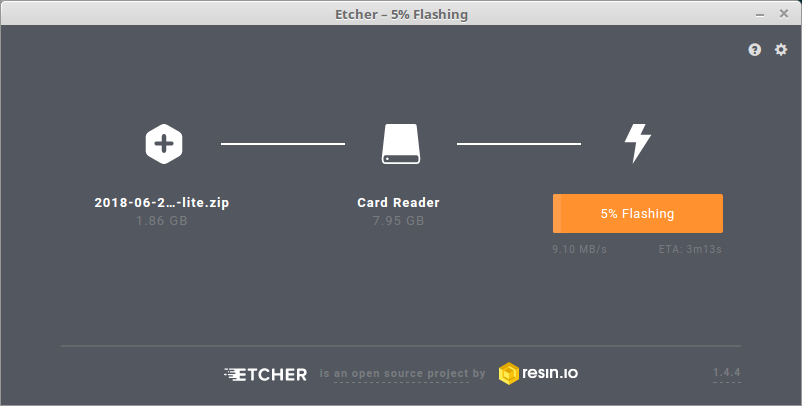 Etcher – 5% Flashing
2018-06-2...-lite.zip
1.86 GB
Card Reader
7.95 GB
5% Flashing
9.10 MB/s
ETA: 3m13s
ETCHER is an open source project by resin.io
1.4.4